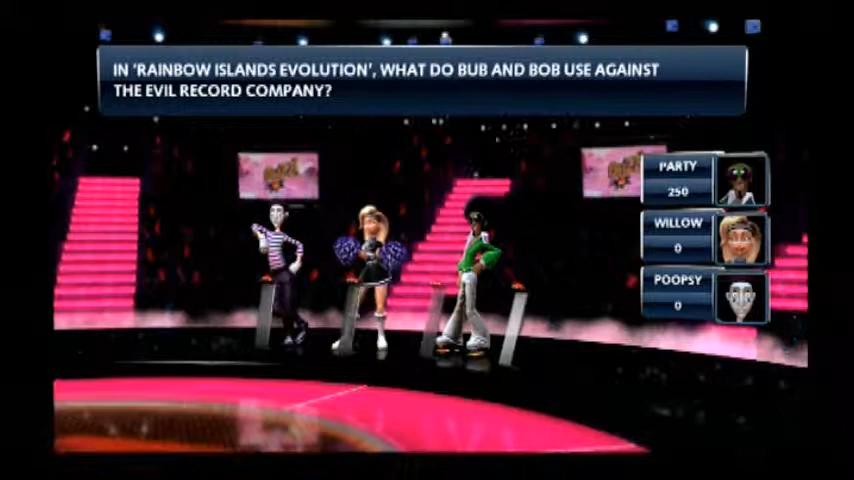 IN 'RAINBOW ISLANDS EVOLUTION', WHAT DO BUB AND BOB USE AGAINST
THE EVIL RECORD COMPANY?
PARTY
250
WILLOW
0
POOPSY
0